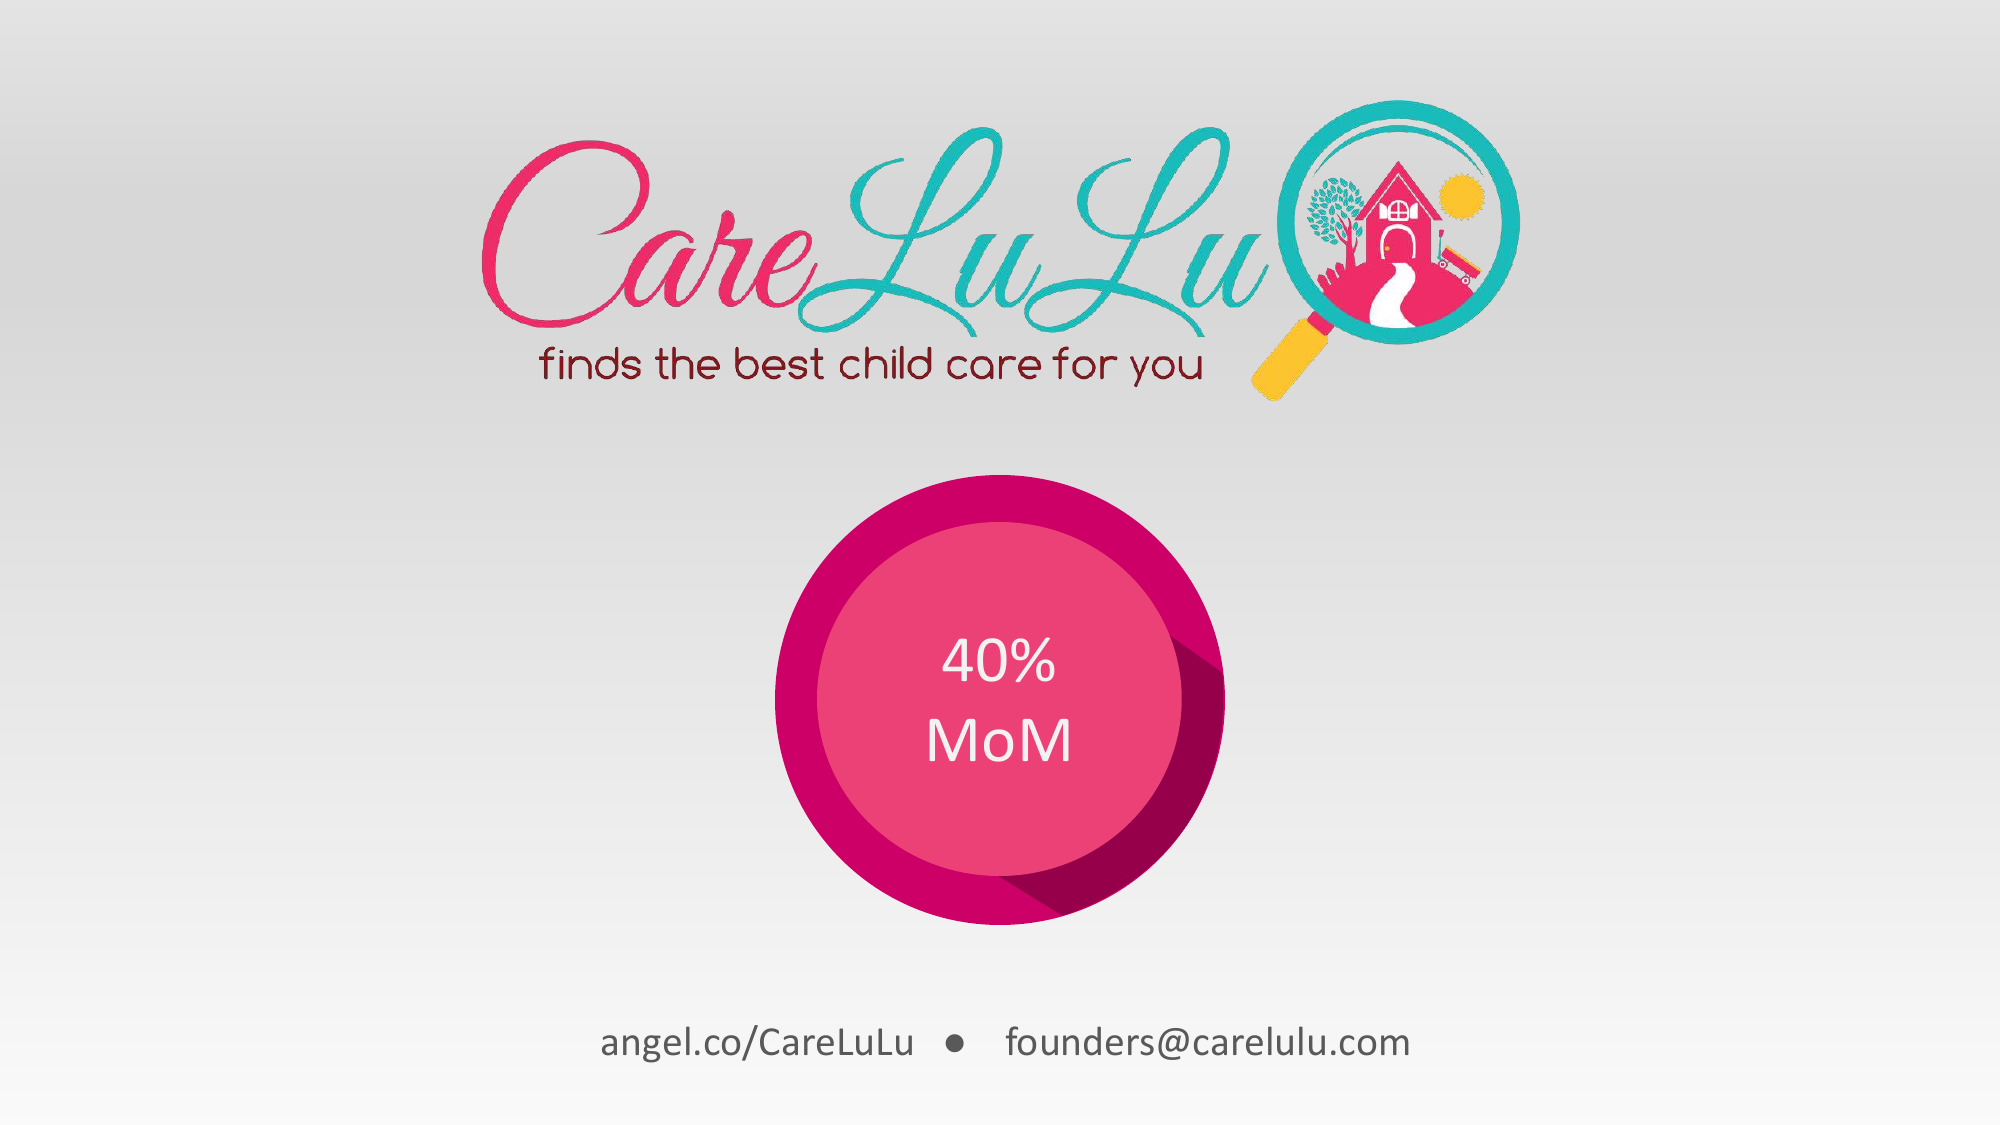 CareLuLu
finds the best child care for you
40%
MoM
angel.co/CareLuLu ● founders@carelulu.com